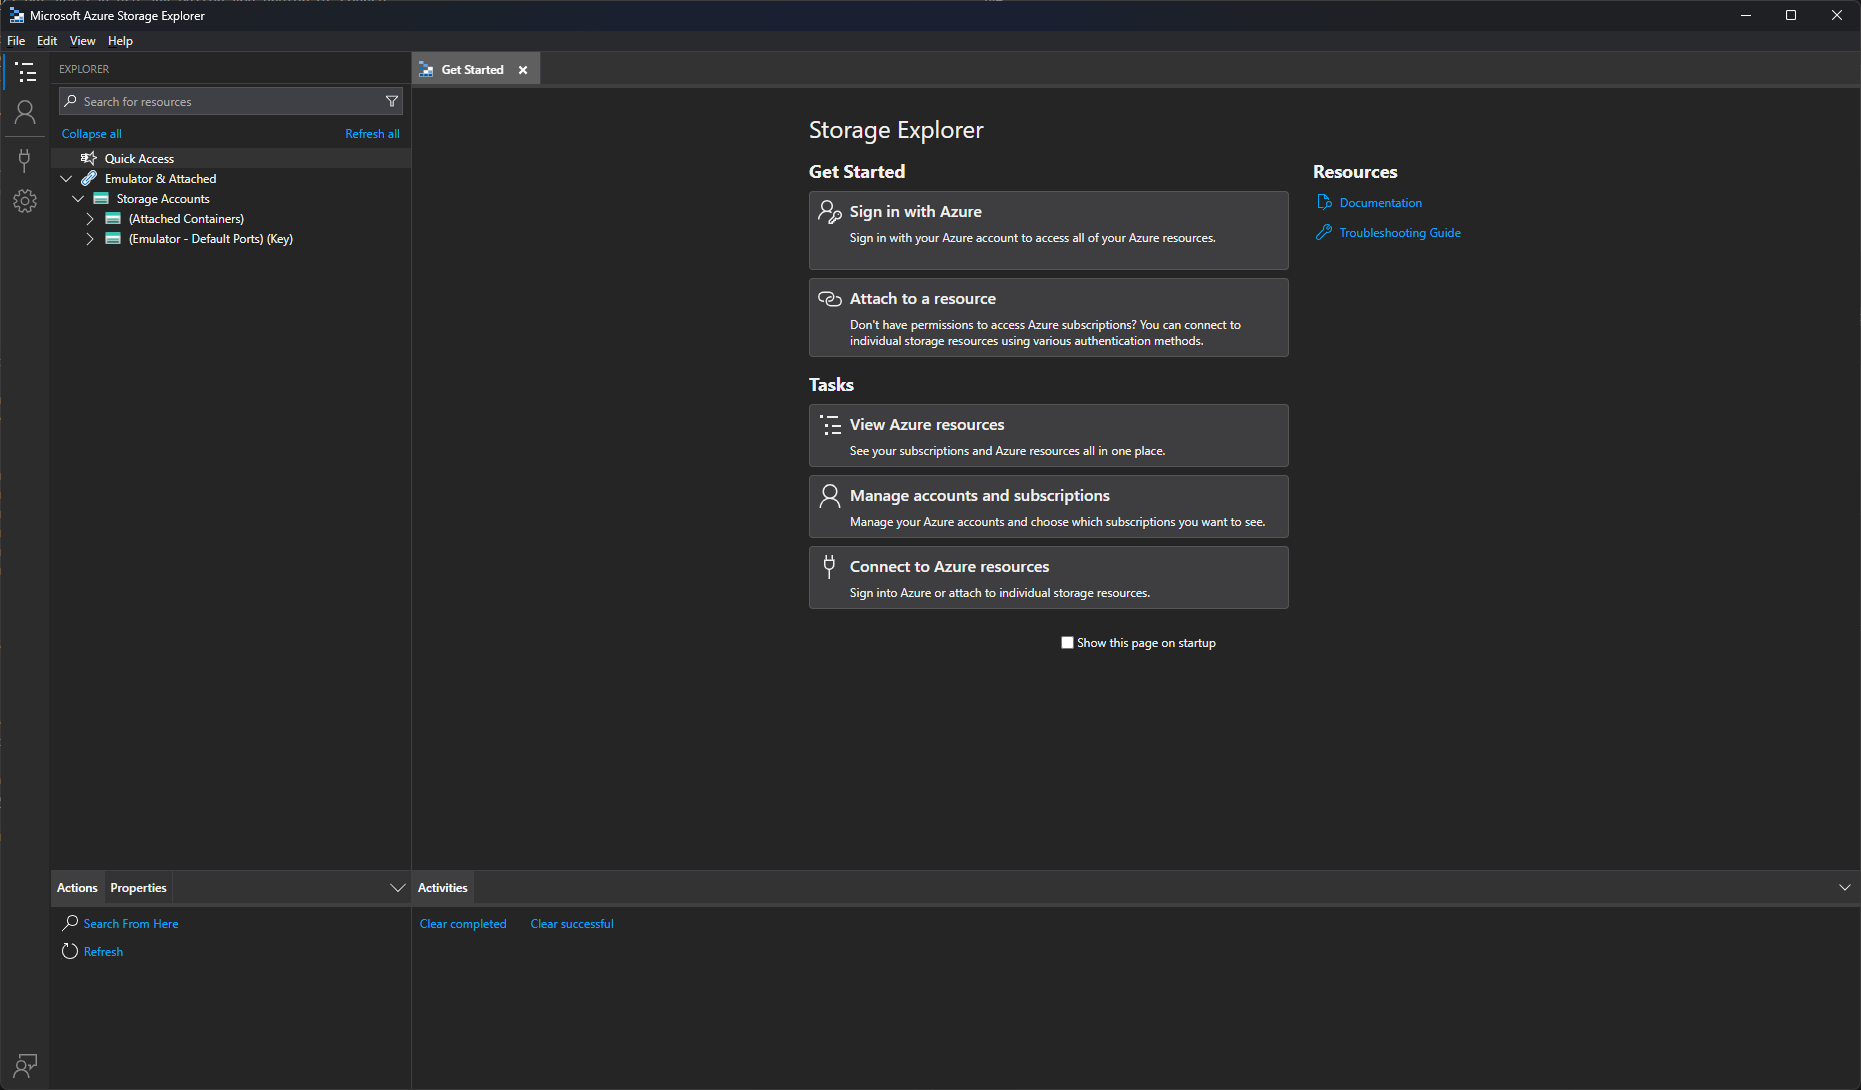 Microsoft Azure Storage Explorer
File Edit View Help
EXPLORER
Search for resources
Collapse all
Refresh all
Quick Access
Emulator & Attached
Storage Accounts
(Attached Containers)
(Emulator - Default Ports) (Key)
Get Started
Storage Explorer
Get Started
Sign in with Azure
Sign in with your Azure account to access all of your Azure resources.
Attach to a resource
Don't have permissions to access Azure subscriptions? You can connect to
individual storage resources using various authentication methods.
Tasks
View Azure resources
See your subscriptions and Azure resources all in one place.
Manage accounts and subscriptions
Manage your Azure accounts and choose which subscriptions you want to see.
Connect to Azure resources
Sign into Azure or attach to individual storage resources.
Show this page on startup
Resources
Documentation
Troubleshooting Guide
Actions Properties
Search From Here
Refresh
Activities
Clear completed Clear successful